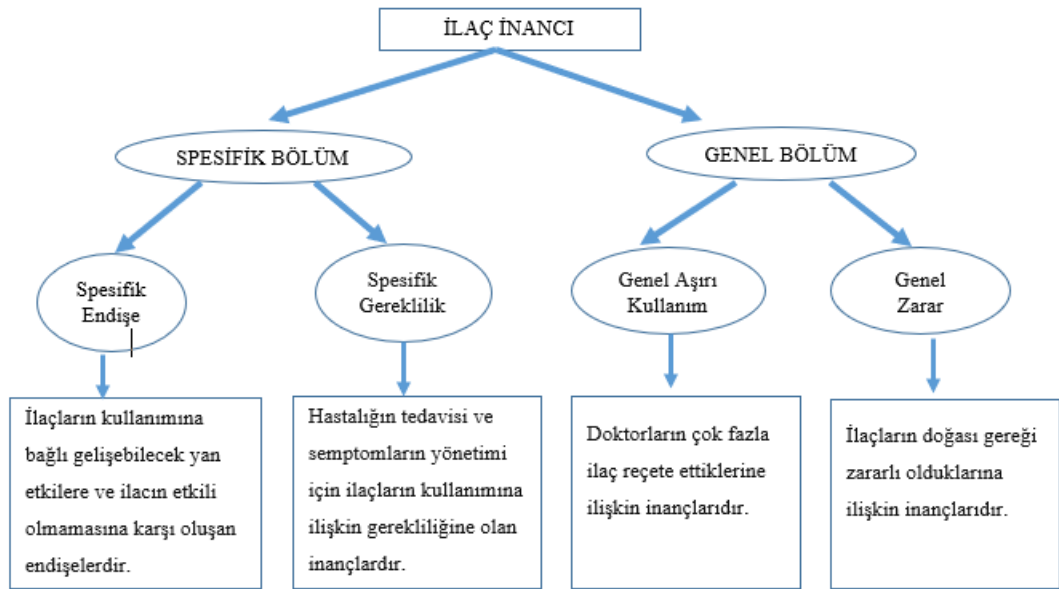 İLAÇ İNANCI
SPESİFİK BÖLÜM
GENEL BÖLÜM
Spesifik
Endişe
Spesifik
Gereklilik
Genel Aşırı
Kullanım
Genel
Zarar
İlaçların kullanımına
bağlı gelişebilecek yan
etkilere ve ilacın etkili
olmamasına karşı oluşan
endişelerdir.
Hastalığın tedavisi ve
semptomların yönetimi
için ilaçların kullanımına
ilişkin gerekliliğine olan
inançlardır.
Doktorların çok fazla
ilaç reçete ettiklerine
ilişkin inançlarıdır.
İlaçların doğası gereği
zararlı olduklarına
ilişkin inançlarıdır.